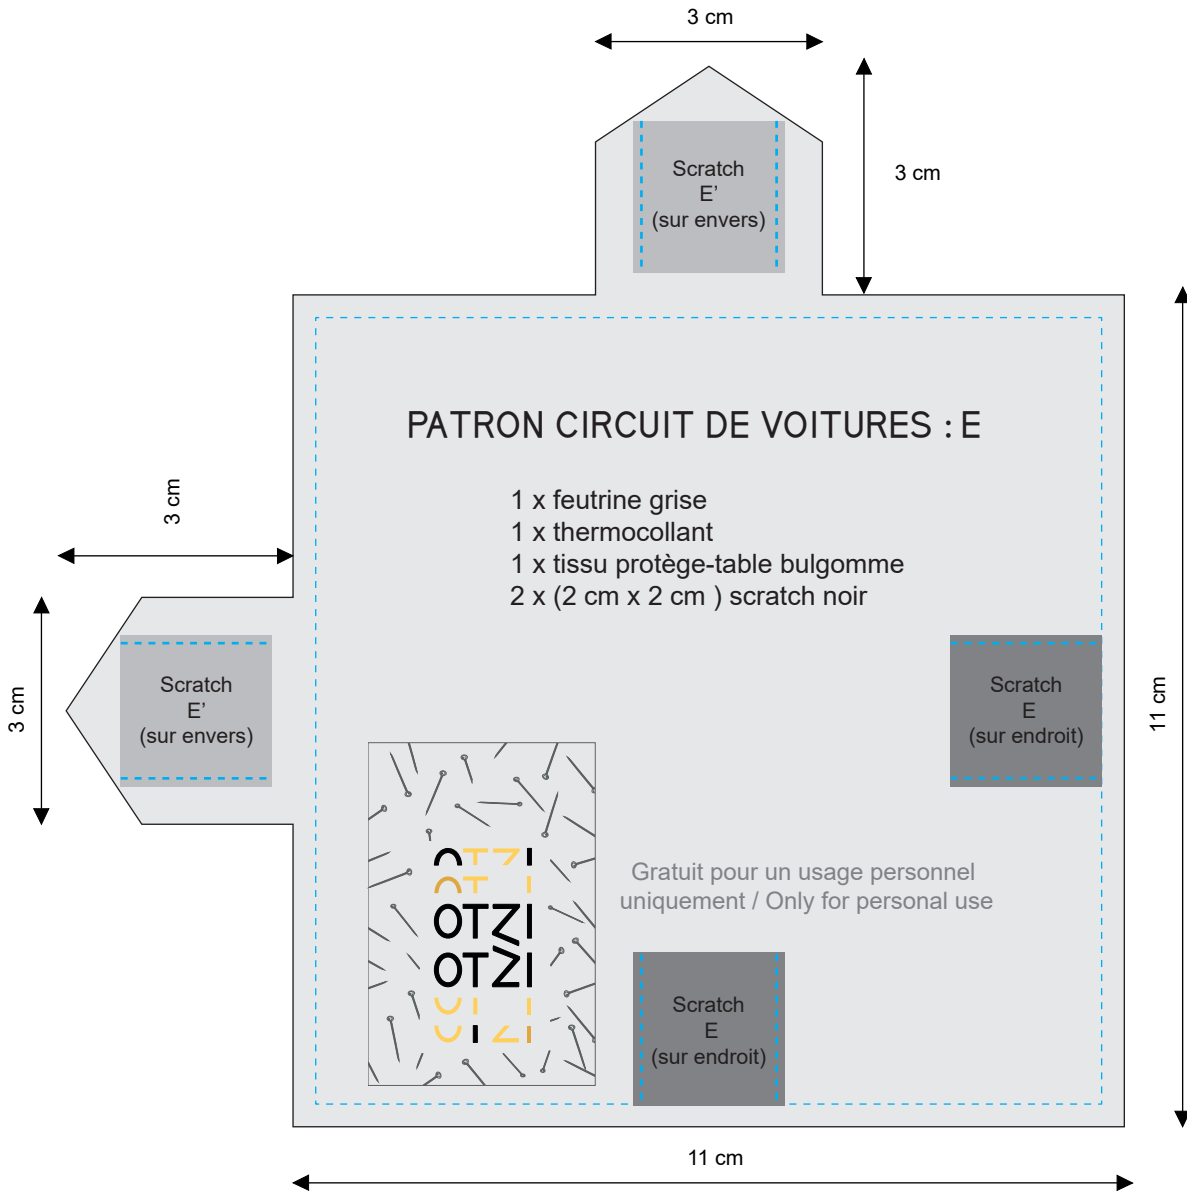 3 cm
3 cm
Scratch
E’
(sur envers)
PATRON CIRCUIT DE VOITURES : E
1 x feutrine grise
1 x thermocollant
1 x tissu protège-table bulgomme
2 x (2 cm x 2 cm ) scratch noir
3 cm
3 cm
Scratch
E’
(sur envers)
Scratch
E
(sur endroit)
11 cm
OTZI
OTZI
Gratuit pour un usage personnel
uniquement / Only for personal use
Scratch
E
(sur endroit)
11 cm